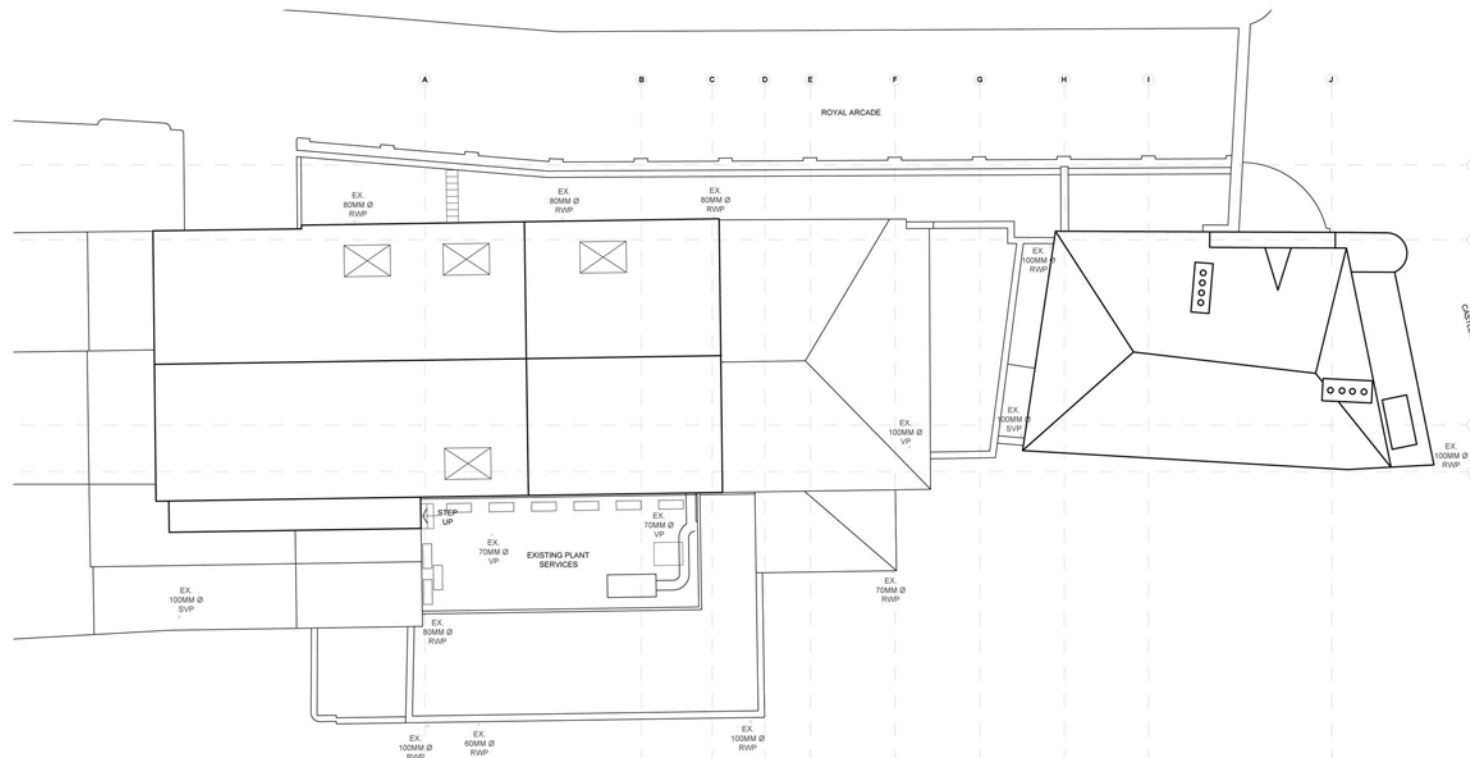 A
B
C
D
E
F
G
H
I
J
ROYAL ARCADE
EX.
80MM Ø
RWP
EX.
80MM Ø
RWP
EX.
80MM Ø
RWP
EX.
100MM Ø
RWP
EX.
100MM Ø
VP
EX.
100MM Ø
SVP
EX.
100MM Ø
RWP
STEP
UP
EX.
70MM Ø
VP
EX.
70MM Ø
VP
EXISTING PLANT
SERVICES
EX.
100MM Ø
SVP
EX.
70MM Ø
RWP
EX.
80MM Ø
RWP
EX.
100MM Ø
RWP
EX.
60MM Ø
RWP
EX.
100MM Ø
RWP